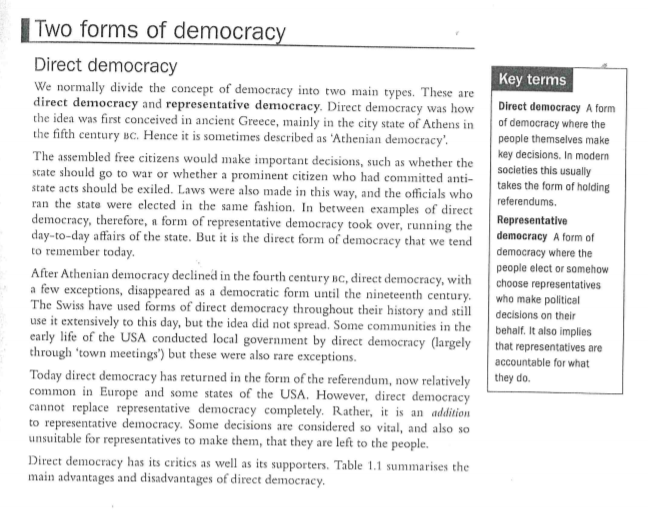 Two forms of democracy
Direct democracy
We normally divide the concept of democracy into two main types. These are
direct democracy and representative democracy. Direct democracy was how
the idea was first conceived in ancient Greece, mainly in the city state of Athens in
the fifth century BC. Hence it is sometimes described as ‘Athenian democracy’.
The assembled free citizens would make important decisions, such as whether the
state should go to war or whether a prominent citizen who had committed anti-
state acts should be exiled. Laws were also made in this way, and the officials who
ran the state were elected in the same fashion. In between examples of direct
democracy, therefore, a form of representative democracy took over, running the
day-to-day affairs of the state. But it is the direct form of democracy that we tend
to remember today.
After Athenian democracy declined in the fourth century BC, direct democracy, with
a few exceptions, disappeared as a democratic form until the nineteenth century.
The Swiss have used forms of direct democracy throughout their history and still
use it extensively to this day, but the idea did not spread. Some communities in the
early life of the USA conducted local government by direct democracy (largely
through ‘town meetings’) but these were also rare exceptions.
Today direct democracy has returned in the form of the referendum, now relatively
common in Europe and some states of the USA. However, direct democracy
cannot replace representative democracy completely. Rather, it is an addition
to representative democracy. Some decisions are considered so vital, and also so
unsuitable for representatives to make them, that they are left to the people.
Direct democracy has its critics as well as its supporters. Table 1.1 summarises the
main advantages and disadvantages of direct democracy.
Key terms
Direct democracy A form
of democracy where the
people themselves make
key decisions. In modern
societies this usually
takes the form of holding
referendums.
Representative
democracy A form of
democracy where the
people elect or somehow
choose representatives
who make political
decisions on their
behalf. It also implies
that representatives are
accountable for what
they do.